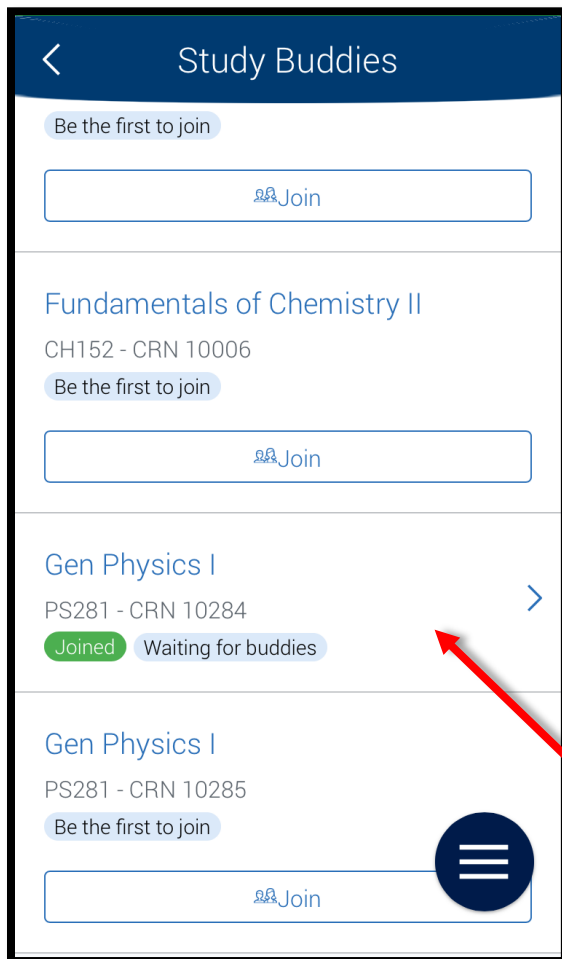 Study Buddies
Be the first to join
Join
Fundamentals of Chemistry II
CH152 - CRN 10006
Be the first to join
Join
Gen Physics I
PS281 - CRN 10284
Joined Waiting for buddies
Gen Physics I
PS281 - CRN 10285
Be the first to join
Join